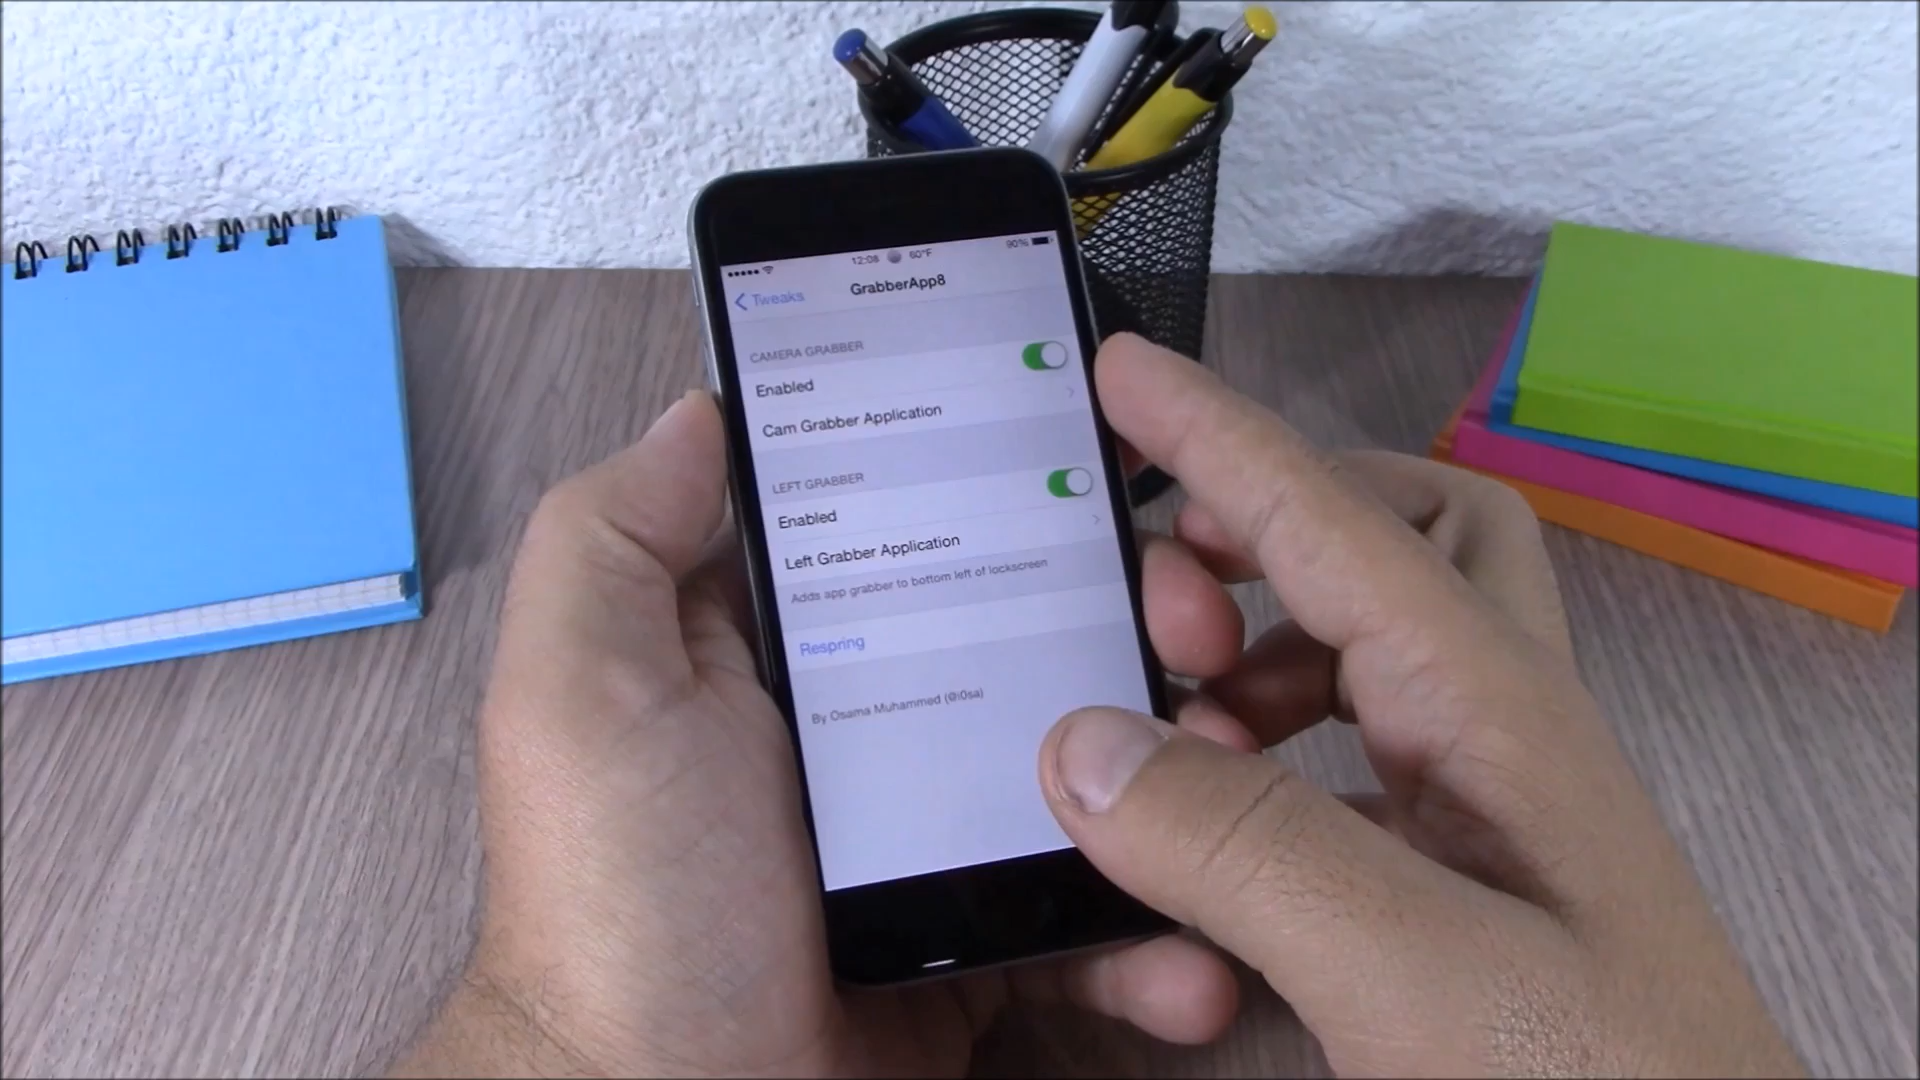 12:08 60°F 90%
Tweaks GrabberApp8
CAMERA GRABBER
Enabled
Cam Grabber Application
LEFT GRABBER
Enabled
Left Grabber Application
Adds app grabber to bottom left of lockscreen
Respring
By Osama Muhammed (@i0sa)